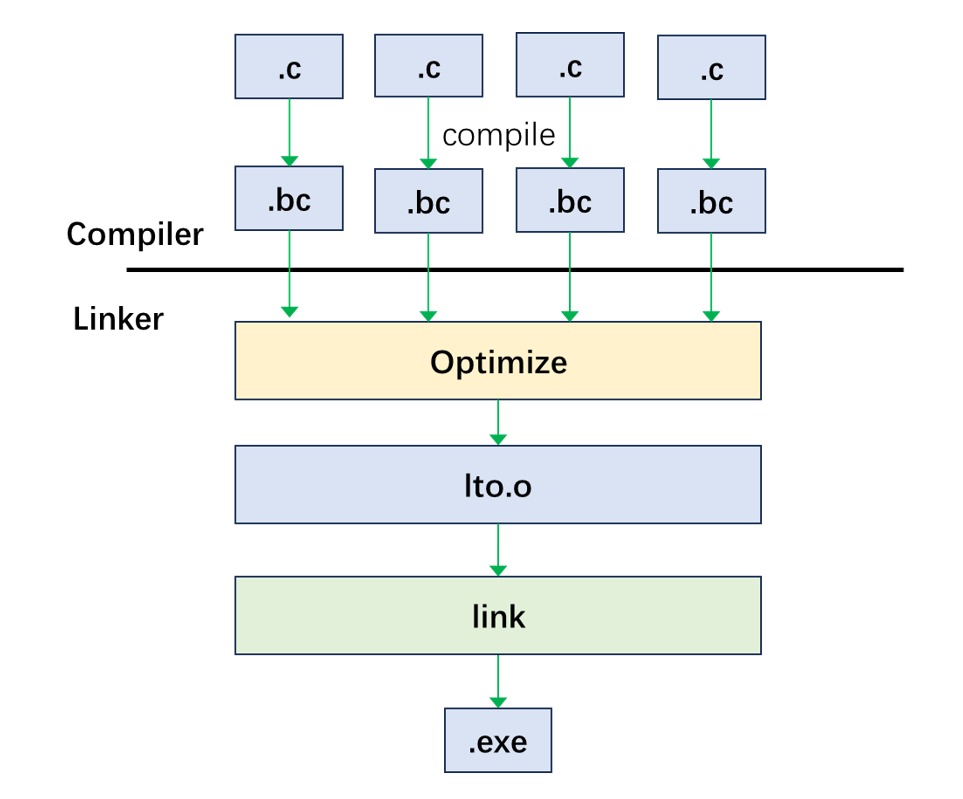 .c
.c
.c
.c
compile
.bc
.bc
.bc
.bc
Compiler
Linker
Optimize
lto.o
link
.exe